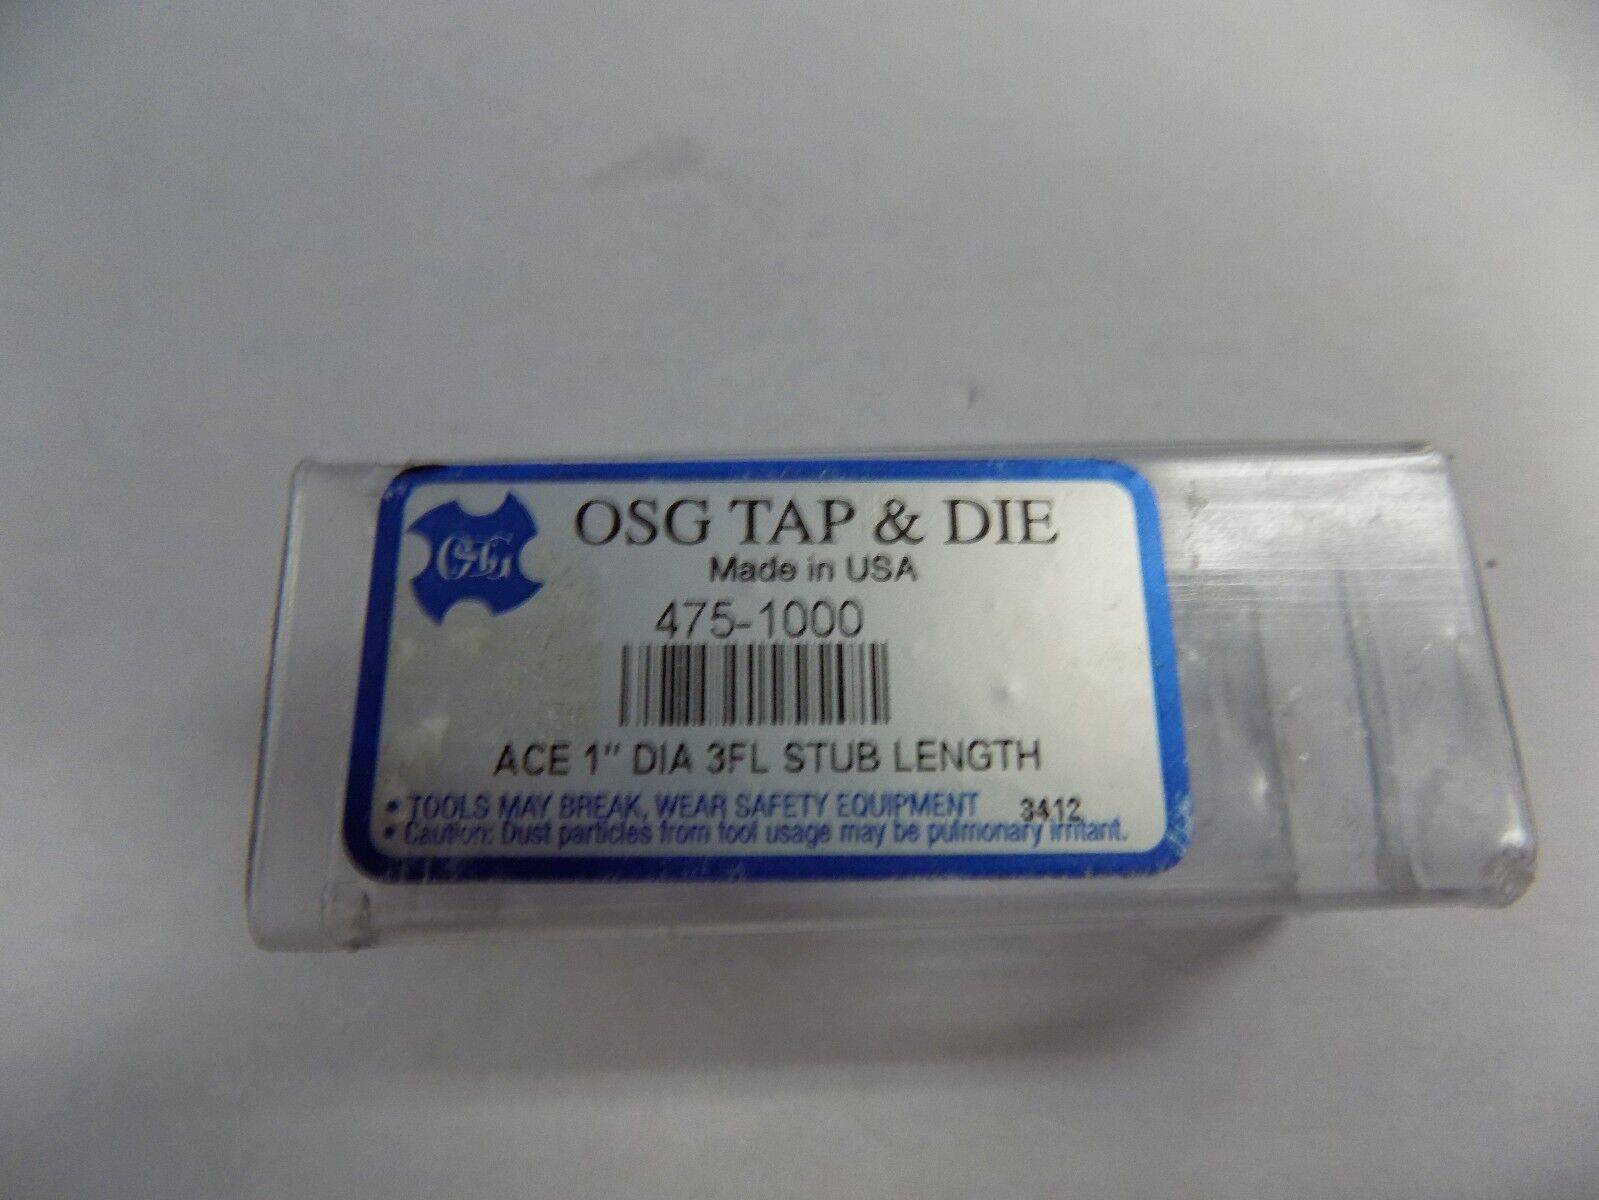 OSG
OSG TAP & DIE
Made in USA
475-1000
ACE 1" DIA 3FL STUB LENGTH
• TOOLS MAY BREAK, WEAR SAFETY EQUIPMENT 3412
• Caution: Dust particles from tool usage may be pulmonary irritant.